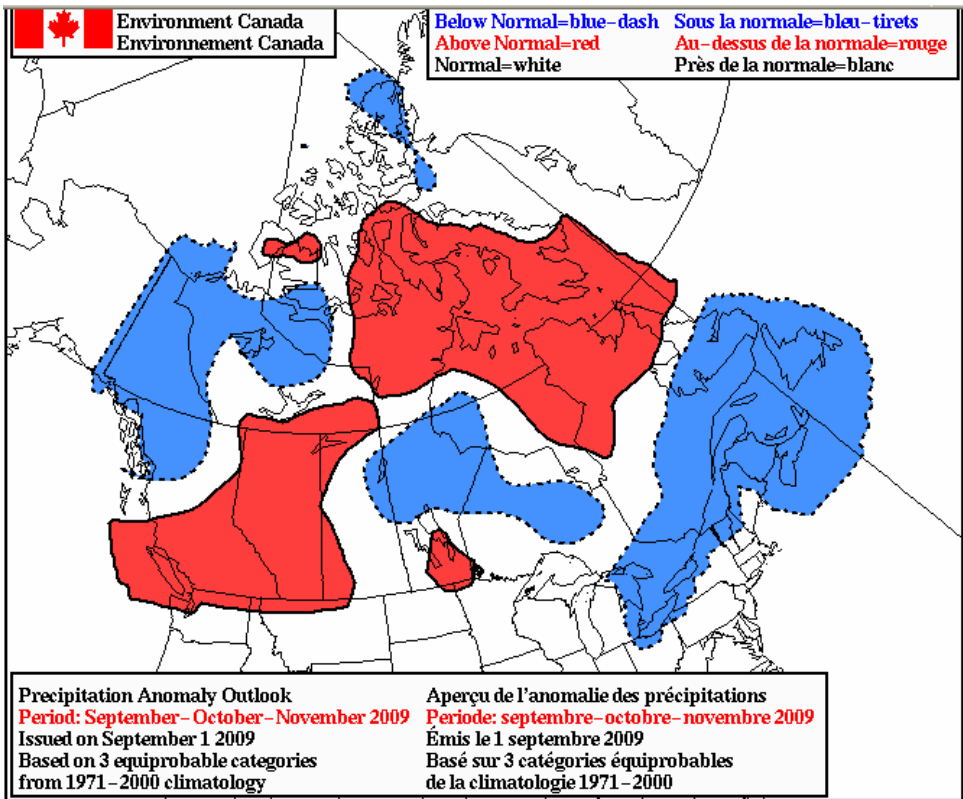 Environment Canada
Environnement Canada
Below Normal=blue-dash Sous la normale=bleu-tirets
Above Normal=red Au-dessus de la normale=rouge
Normal=white Près de la normale=blanc
Precipitation Anomaly Outlook
Period: September-October-November 2009
Issued on September 1 2009
Based on 3 equiprobable categories
from 1971-2000 climatology
Aperçu de l'anomalie des précipitations
Periode: septembre-octobre-novembre 2009
Émis le 1 septembre 2009
Basé sur 3 catégories équiprobables
de la climatologie 1971-2000